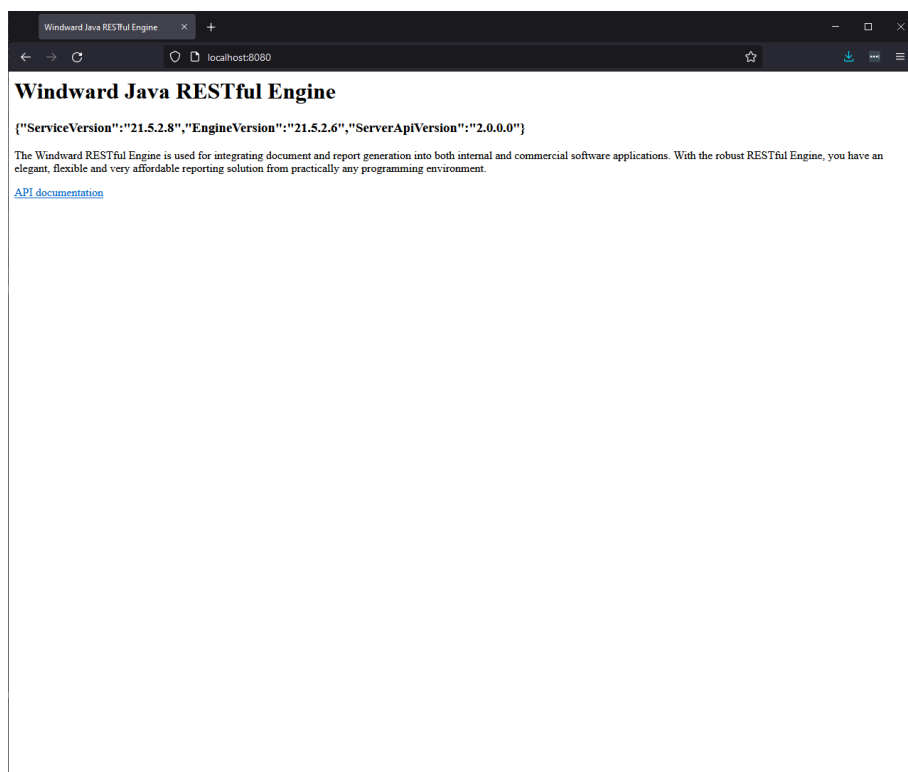 Windward Java RESTful Engine
localhost:8080
Windward Java RESTful Engine
{"ServiceVersion":"21.5.2.8","EngineVersion":"21.5.2.6","ServerApiVersion":"2.0.0.0"}
The Windward RESTful Engine is used for integrating document and report generation into both internal and commercial software applications. With the robust RESTful Engine, you have an
elegant, flexible and very affordable reporting solution from practically any programming environment.
API documentation